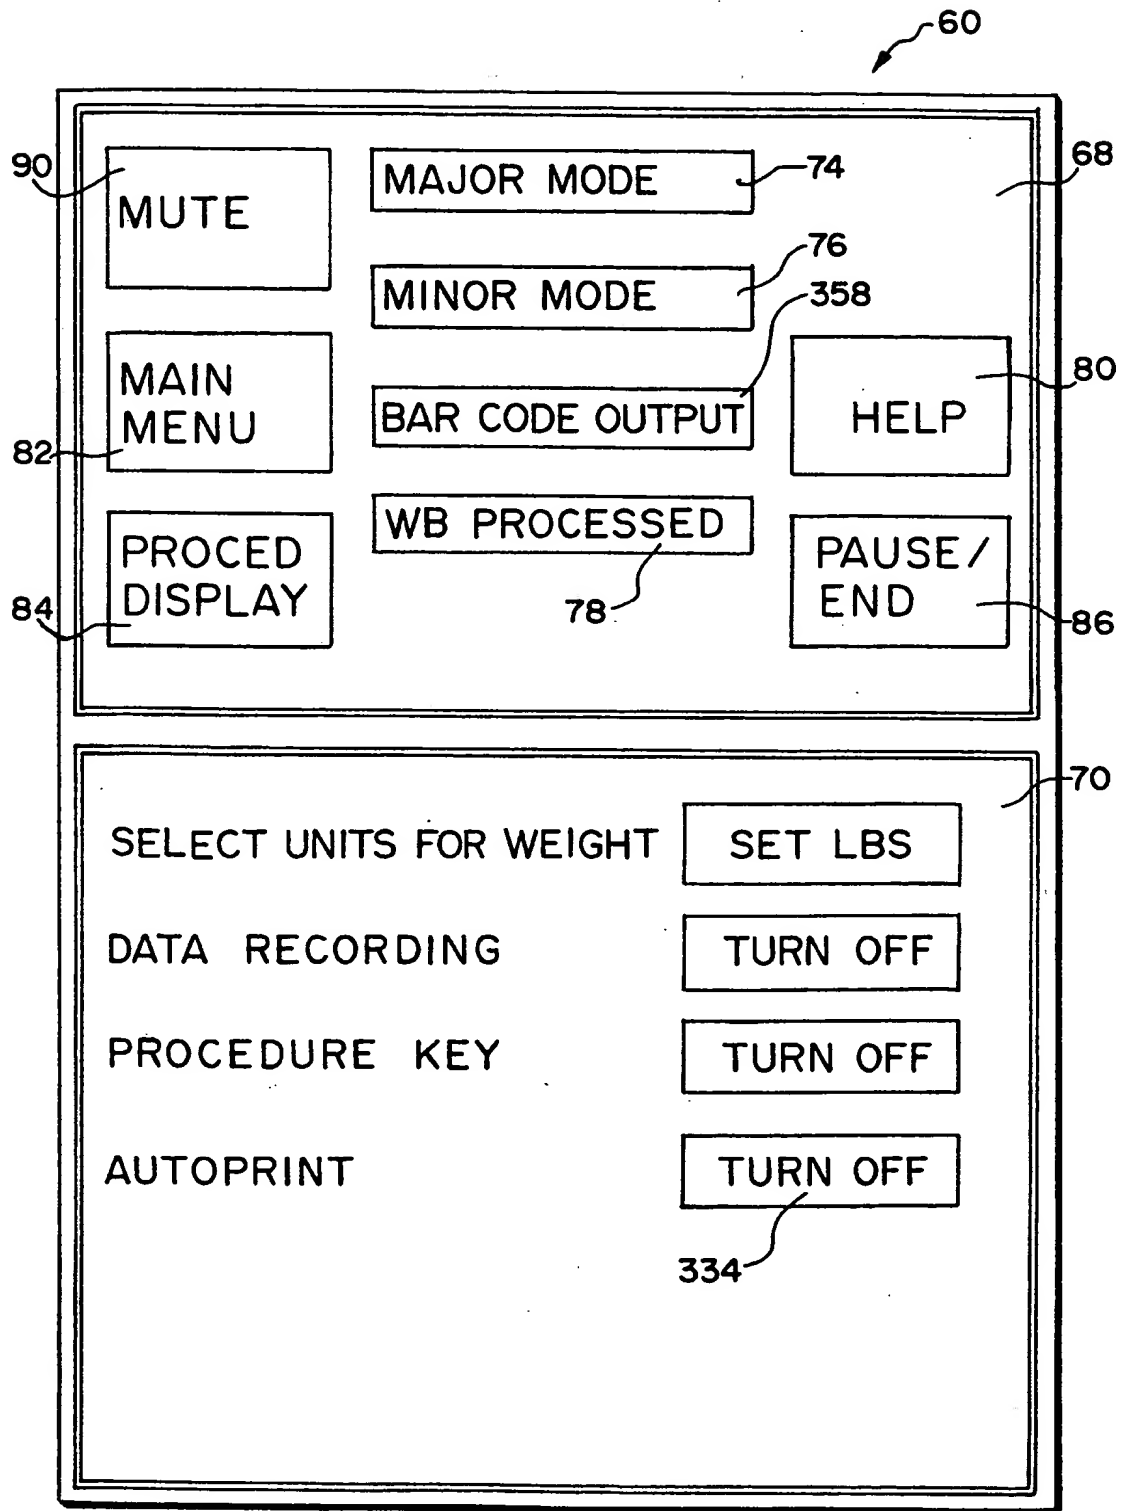 60
90
MUTE
MAJOR MODE
74
68
MINOR MODE
76
358
MAIN
MENU
82
BAR CODE OUTPUT
80
HELP
PROCED
DISPLAY
84
WB PROCESSED
78
PAUSE/
END
86
70
SELECT UNITS FOR WEIGHT SET LBS
DATA RECORDING TURN OFF
PROCEDURE KEY TURN OFF
AUTOPRINT TURN OFF
334